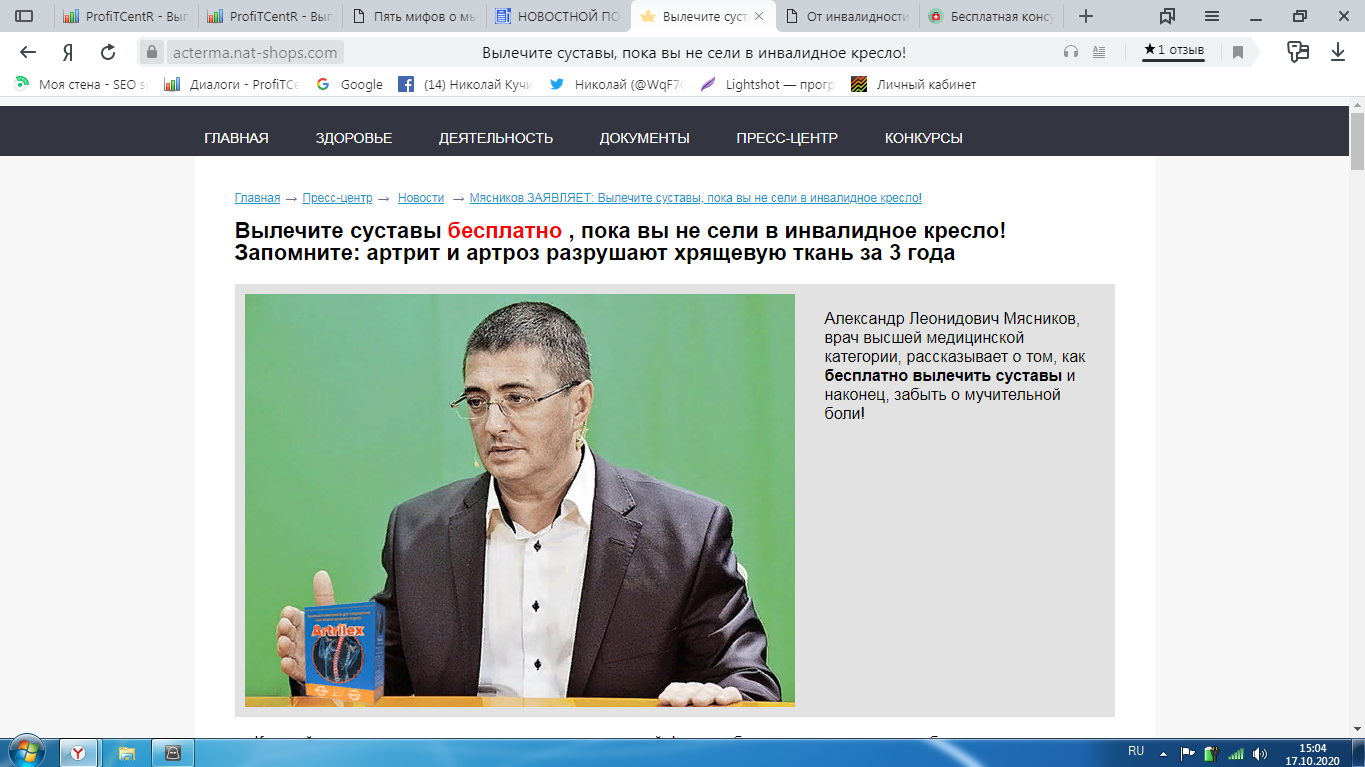 ProfiTCentR - Вып
ProfiTCentR - Вып
Пять мифов о мы
НОВОСТНОЙ ПО
Вылечите суст
От инвалидности
Бесплатная конс
acterma.nat-shops.com
Вылечите суставы, пока вы не сели в инвалидное кресло!
★1 отзыв
Моя стена - SEO s
Диалоги - ProfiTCe
Google
(14) Николай Кучи
Николай (@WqF7
Lightshot — прогр
Личный кабинет
ГЛАВНАЯ ЗДОРОВЬЕ ДЕЯТЕЛЬНОСТЬ ДОКУМЕНТЫ ПРЕСС-ЦЕНТР КОНКУРСЫ
Главная → Пресс-центр → Новости → Мясников ЗАЯВЛЯЕТ: Вылечите суставы, пока вы не сели в инвалидное кресло!
Вылечите суставы бесплатно , пока вы не сели в инвалидное кресло!
Запомните: артрит и артроз разрушают хрящевую ткань за 3 года
Александр Леонидович Мясников,
врач высшей медицинской
категории, рассказывает о том, как
бесплатно вылечить суставы и
наконец, забыть о мучительной
боли!
Artrilex
RU
15:04
17.10.2020